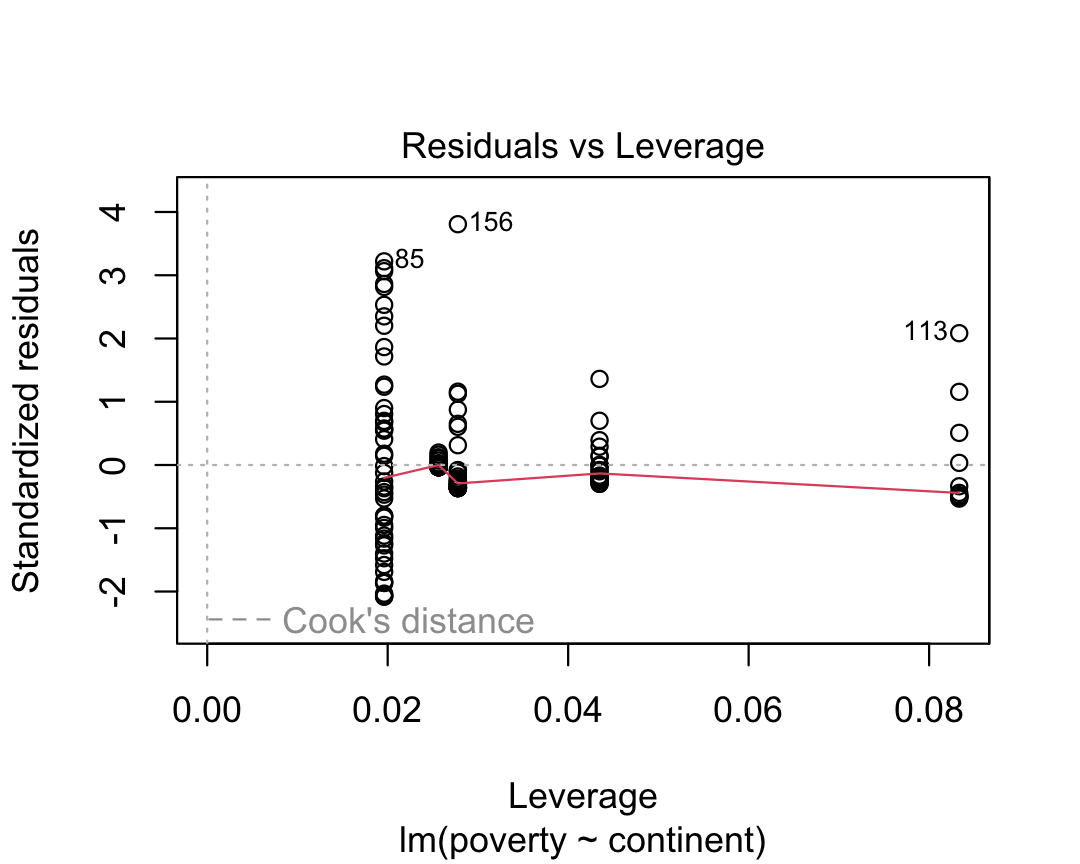 Residuals vs Leverage
Standardized residuals
4
3
2
1
0
-1
-2
156
85
113
Cook's distance
0.00 0.02 0.04 0.06 0.08
Leverage
lm(poverty ~ continent)